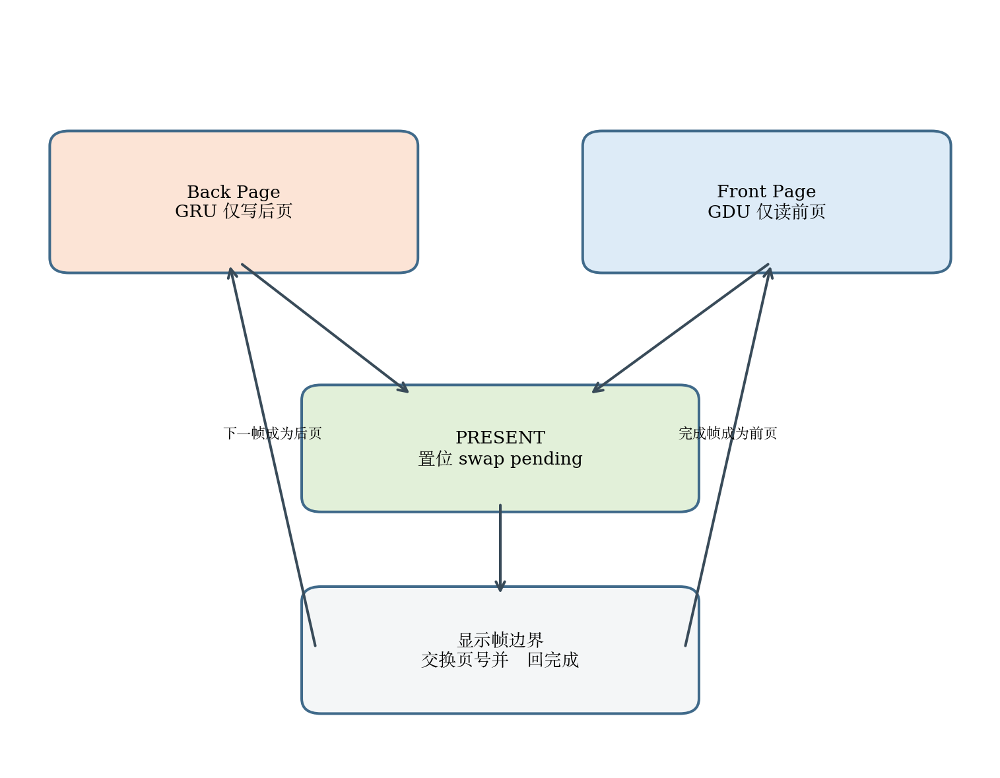 Back Page
GRU 仅写后页
Front Page
GDU 仅读前页
PRESENT
置位 swap pending
下一帧成为后页
完成帧成为前页
显示帧边界
交换页号并　回完成